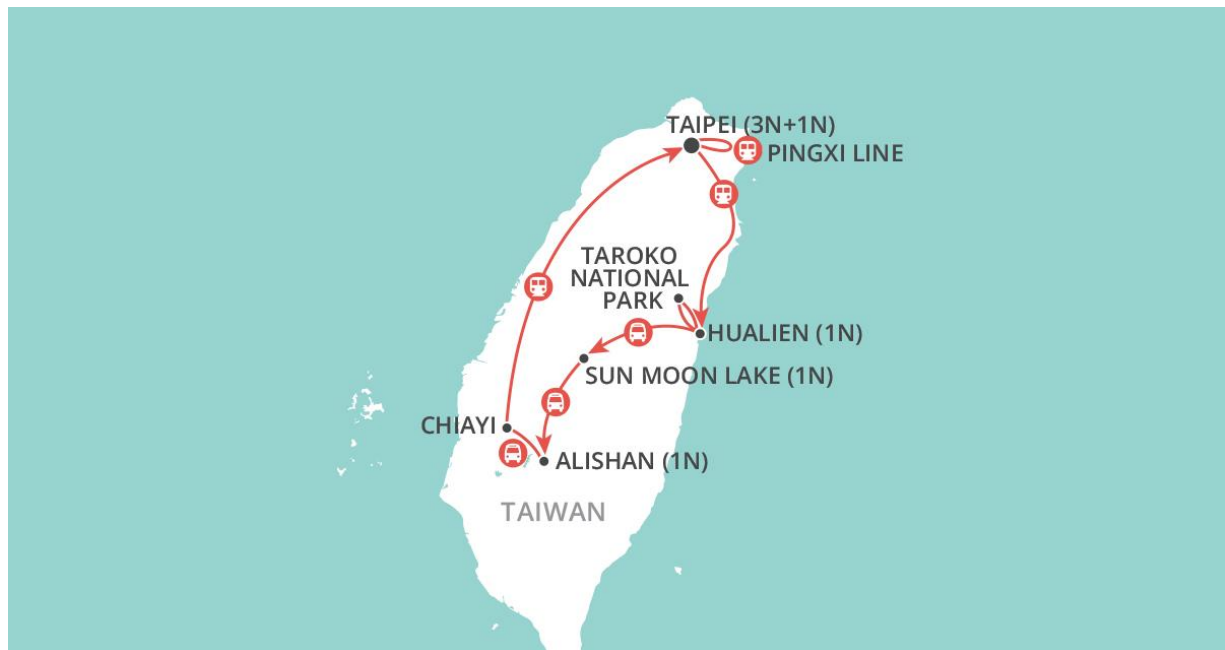 TAIPEI (3N+1N)
PINGXI LINE
TAROKO
NATIONAL
PARK
HUALIEN (1N)
SUN MOON LAKE (1N)
CHIAYI
ALISHAN (1N)
TAIWAN